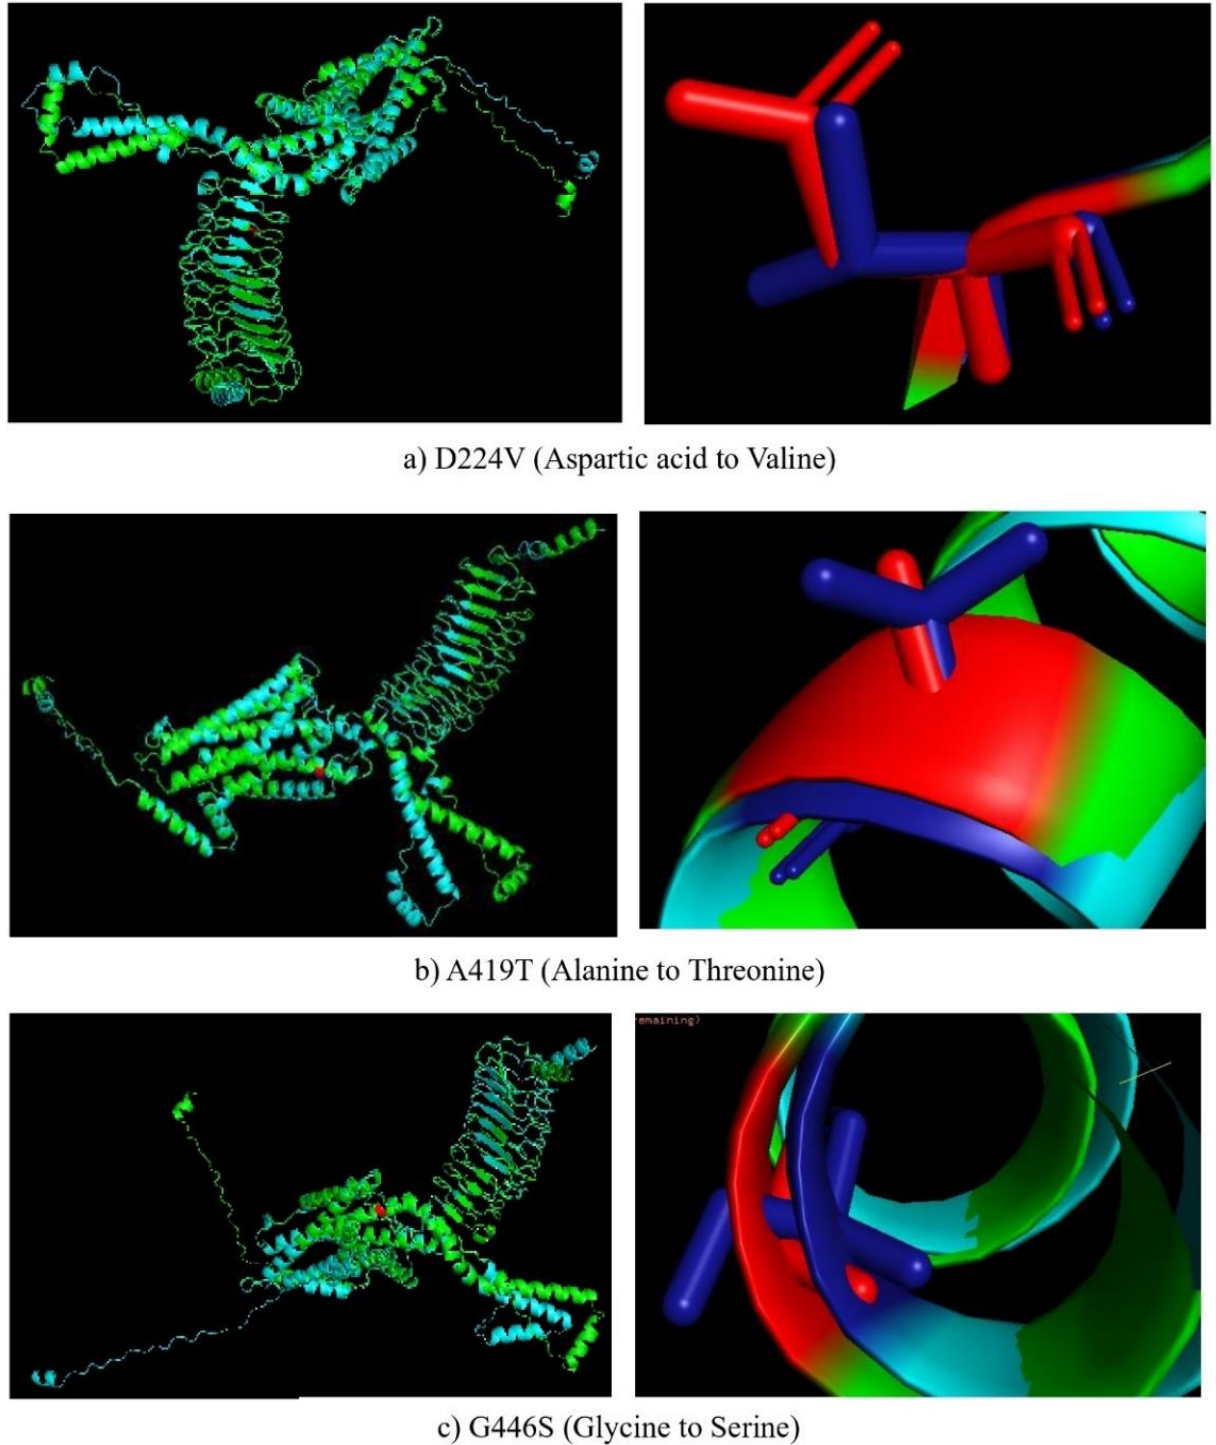 a) D224V (Aspartic acid to Valine)
b) A419T (Alanine to Threonine)
emaining)
c) G446S (Glycine to Serine)